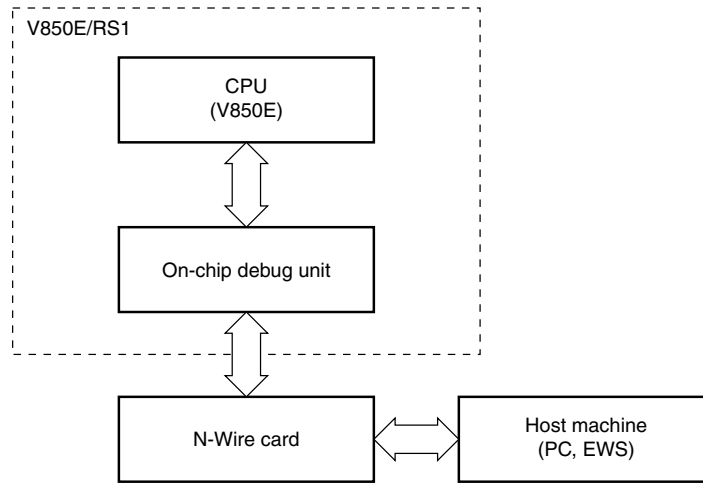 V850E/RS1
CPU
(V850E)
On-chip debug unit
N-Wire card
Host machine
(PC, EWS)